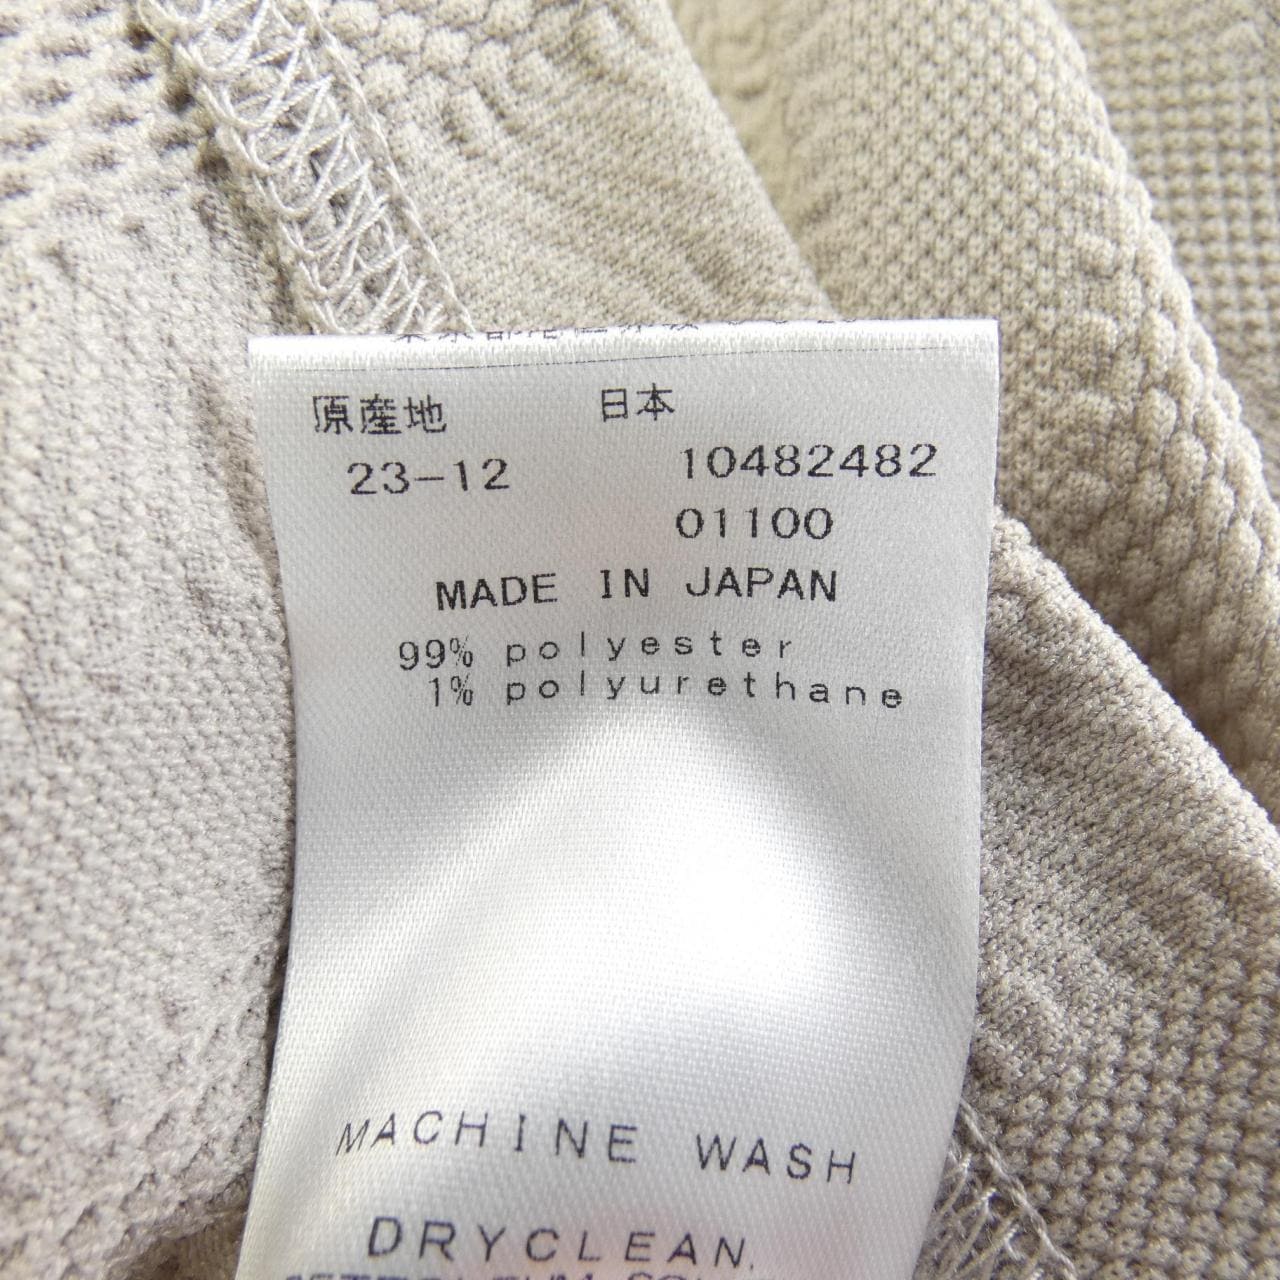 原産地 日本
23-12 10482482
01100
MADE IN JAPAN
99% polyester
1% polyurethane
MACHINE WASH
DRYCLEAN.